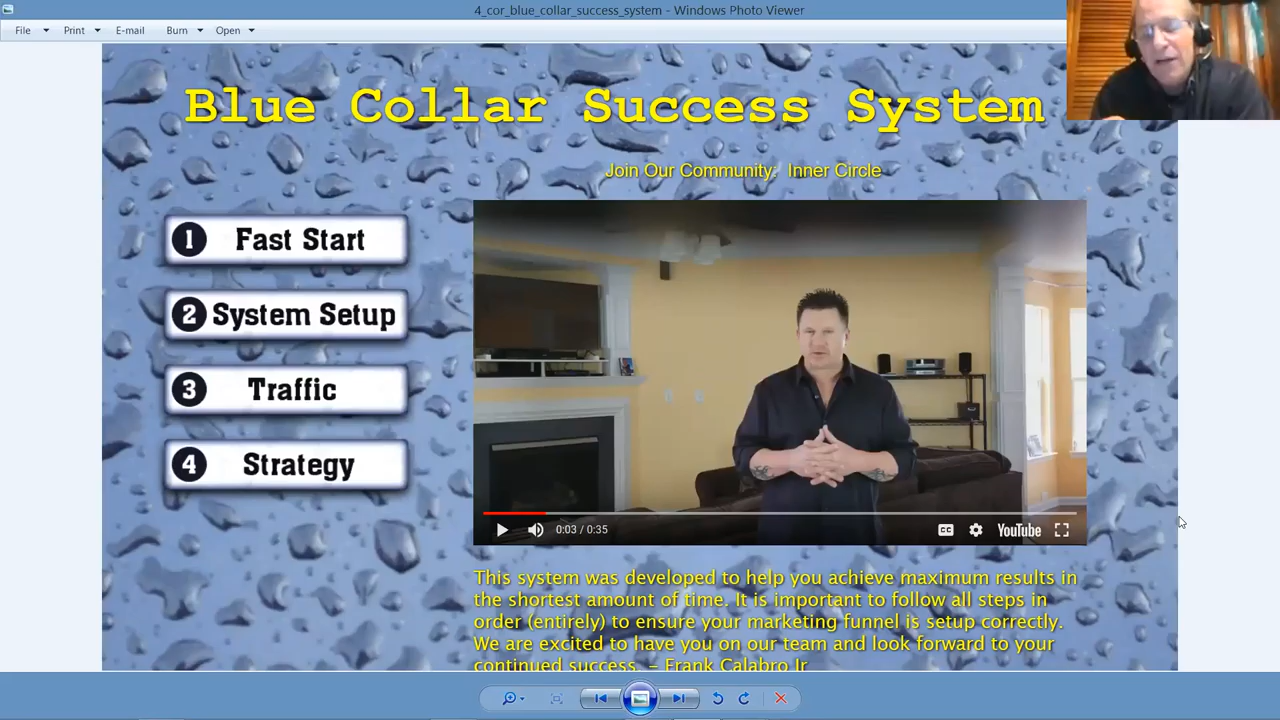 4_cor_blue_collar_success_system - Windows Photo Viewer
File Print E-mail Burn Open
Blue Collar Success System
Join Our Community: Inner Circle
1 Fast Start
2 System Setup
3 Traffic
4 Strategy
0:03 / 0:35 CC YouTube
This system was developed to help you achieve maximum results in
the shortest amount of time. It is important to follow all steps in
order (entirely) to ensure your marketing funnel is setup correctly.
We are excited to have you on our team and look forward to your
continued success. – Frank Calabro Jr